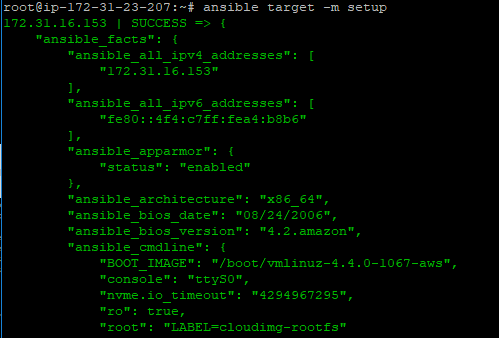 root@ip-172-31-23-207:~# ansible target -m setup
172.31.16.153 | SUCCESS => {
    "ansible_facts": {
        "ansible_all_ipv4_addresses": [
            "172.31.16.153"
        ],
        "ansible_all_ipv6_addresses": [
            "fe80::4f4:c7ff:fea4:b8b6"
        ],
        "ansible_apparmor": {
            "status": "enabled"
        },
        "ansible_architecture": "x86_64",
        "ansible_bios_date": "08/24/2006",
        "ansible_bios_version": "4.2.amazon",
        "ansible_cmdline": {
            "BOOT_IMAGE": "/boot/vmlinuz-4.4.0-1067-aws",
            "console": "ttyS0",
            "nvme.io_timeout": "4294967295",
            "ro": true,
            "root": "LABEL=cloudimg-rootfs"